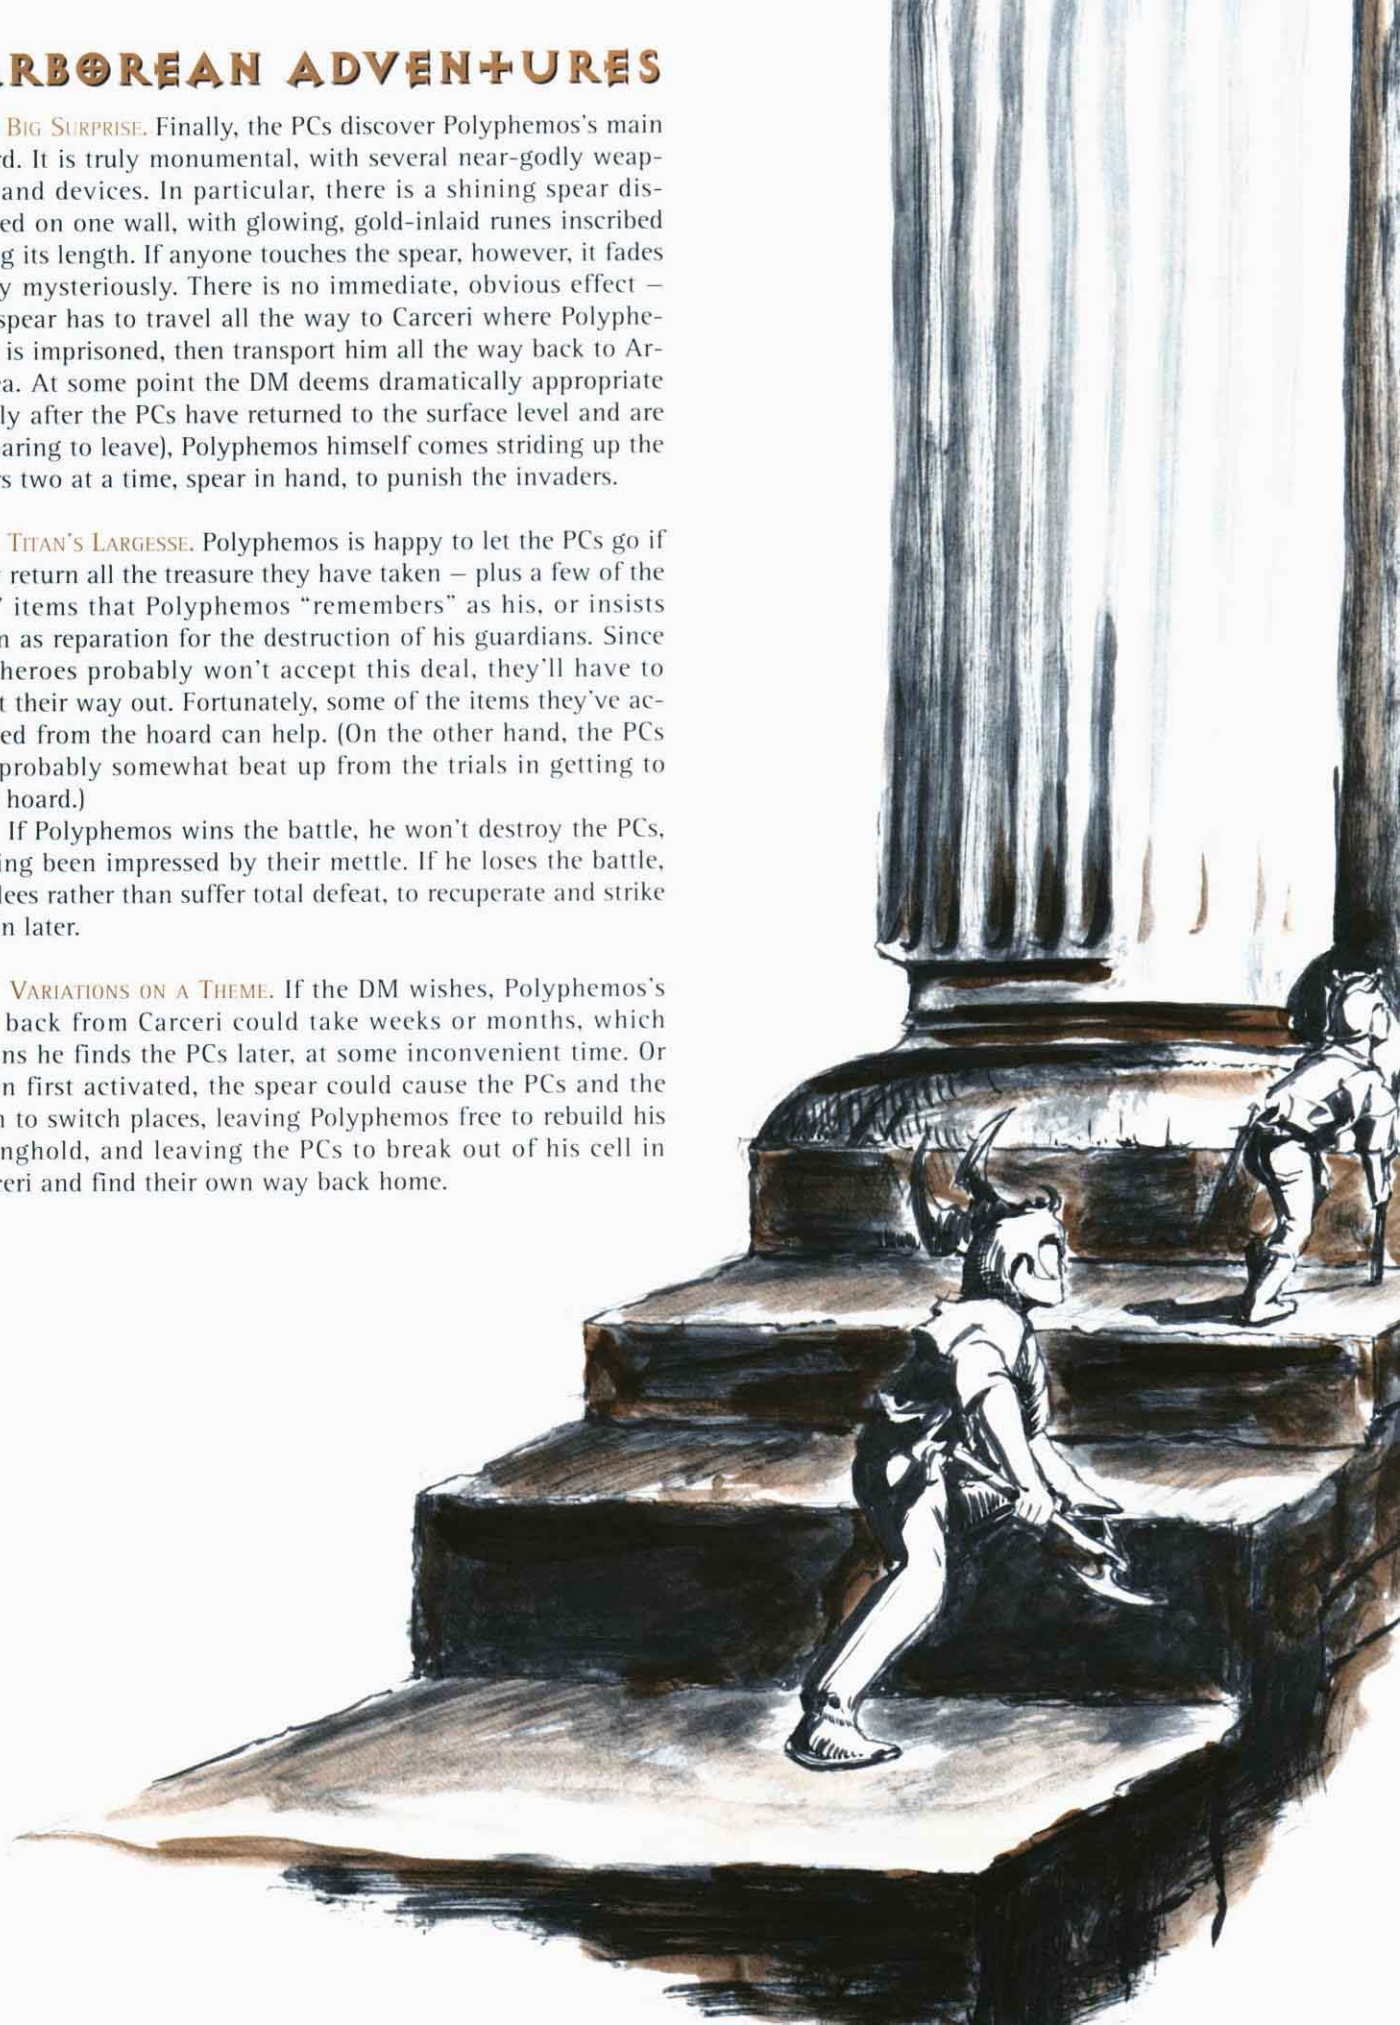 RBOREAN ADVENTURES
BIG SURPRISE. Finally, the PCs discover Polyphemos's main
d. It is truly monumental, with several near-godly weap-
and devices. In particular, there is a shining spear dis-
ed on one wall, with glowing, gold-inlaid runes inscribed
g its length. If anyone touches the spear, however, it fades
y mysteriously. There is no immediate, obvious effect –
spear has to travel all the way to Carceri where Polyphe-
is imprisoned, then transport him all the way back to Ar-
a. At some point the DM deems dramatically appropriate
ly after the PCs have returned to the surface level and are
aring to leave), Polyphemos himself comes striding up the
s two at a time, spear in hand, to punish the invaders.
TITAN'S LARGESSE. Polyphemos is happy to let the PCs go if
return all the treasure they have taken – plus a few of the
' items that Polyphemos "remembers" as his, or insists
n as reparation for the destruction of his guardians. Since
heroes probably won't accept this deal, they'll have to
t their way out. Fortunately, some of the items they've ac-
ed from the hoard can help. (On the other hand, the PCs
probably somewhat beat up from the trials in getting to
hoard.)
If Polyphemos wins the battle, he won't destroy the PCs,
ing been impressed by their mettle. If he loses the battle,
lees rather than suffer total defeat, to recuperate and strike
n later.
VARIATIONS ON A THEME. If the DM wishes, Polyphemos's
back from Carceri could take weeks or months, which
ns he finds the PCs later, at some inconvenient time. Or
n first activated, the spear could cause the PCs and the
n to switch places, leaving Polyphemos free to rebuild his
nghold, and leaving the PCs to break out of his cell in
ceri and find their own way back home.